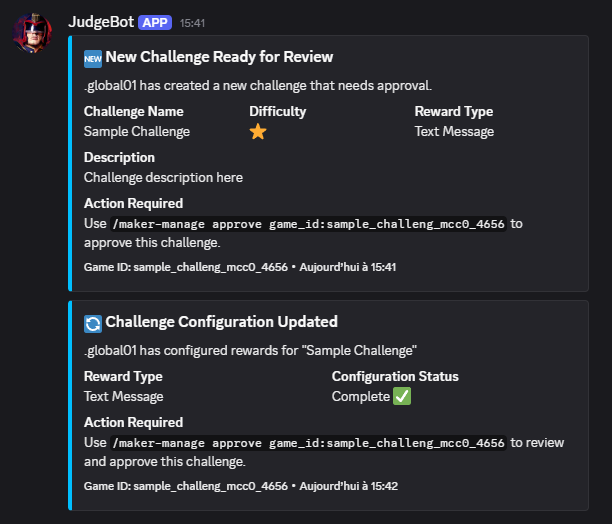 JudgeBot APP 15:41
NEW New Challenge Ready for Review
.global01 has created a new challenge that needs approval.
Challenge Name Difficulty Reward Type
Sample Challenge Text Message
Description
Challenge description here
Action Required
Use /maker-manage approve game_id:sample_challeng_mcc0_4656 to
approve this challenge.
Game ID: sample_challeng_mcc0_4656 • Aujourd'hui à 15:41
Challenge Configuration Updated
.global01 has configured rewards for "Sample Challenge"
Reward Type Configuration Status
Text Message Complete
Action Required
Use /maker-manage approve game_id:sample_challeng_mcc0_4656 to review
and approve this challenge.
Game ID: sample_challeng_mcc0_4656 • Aujourd'hui à 15:42